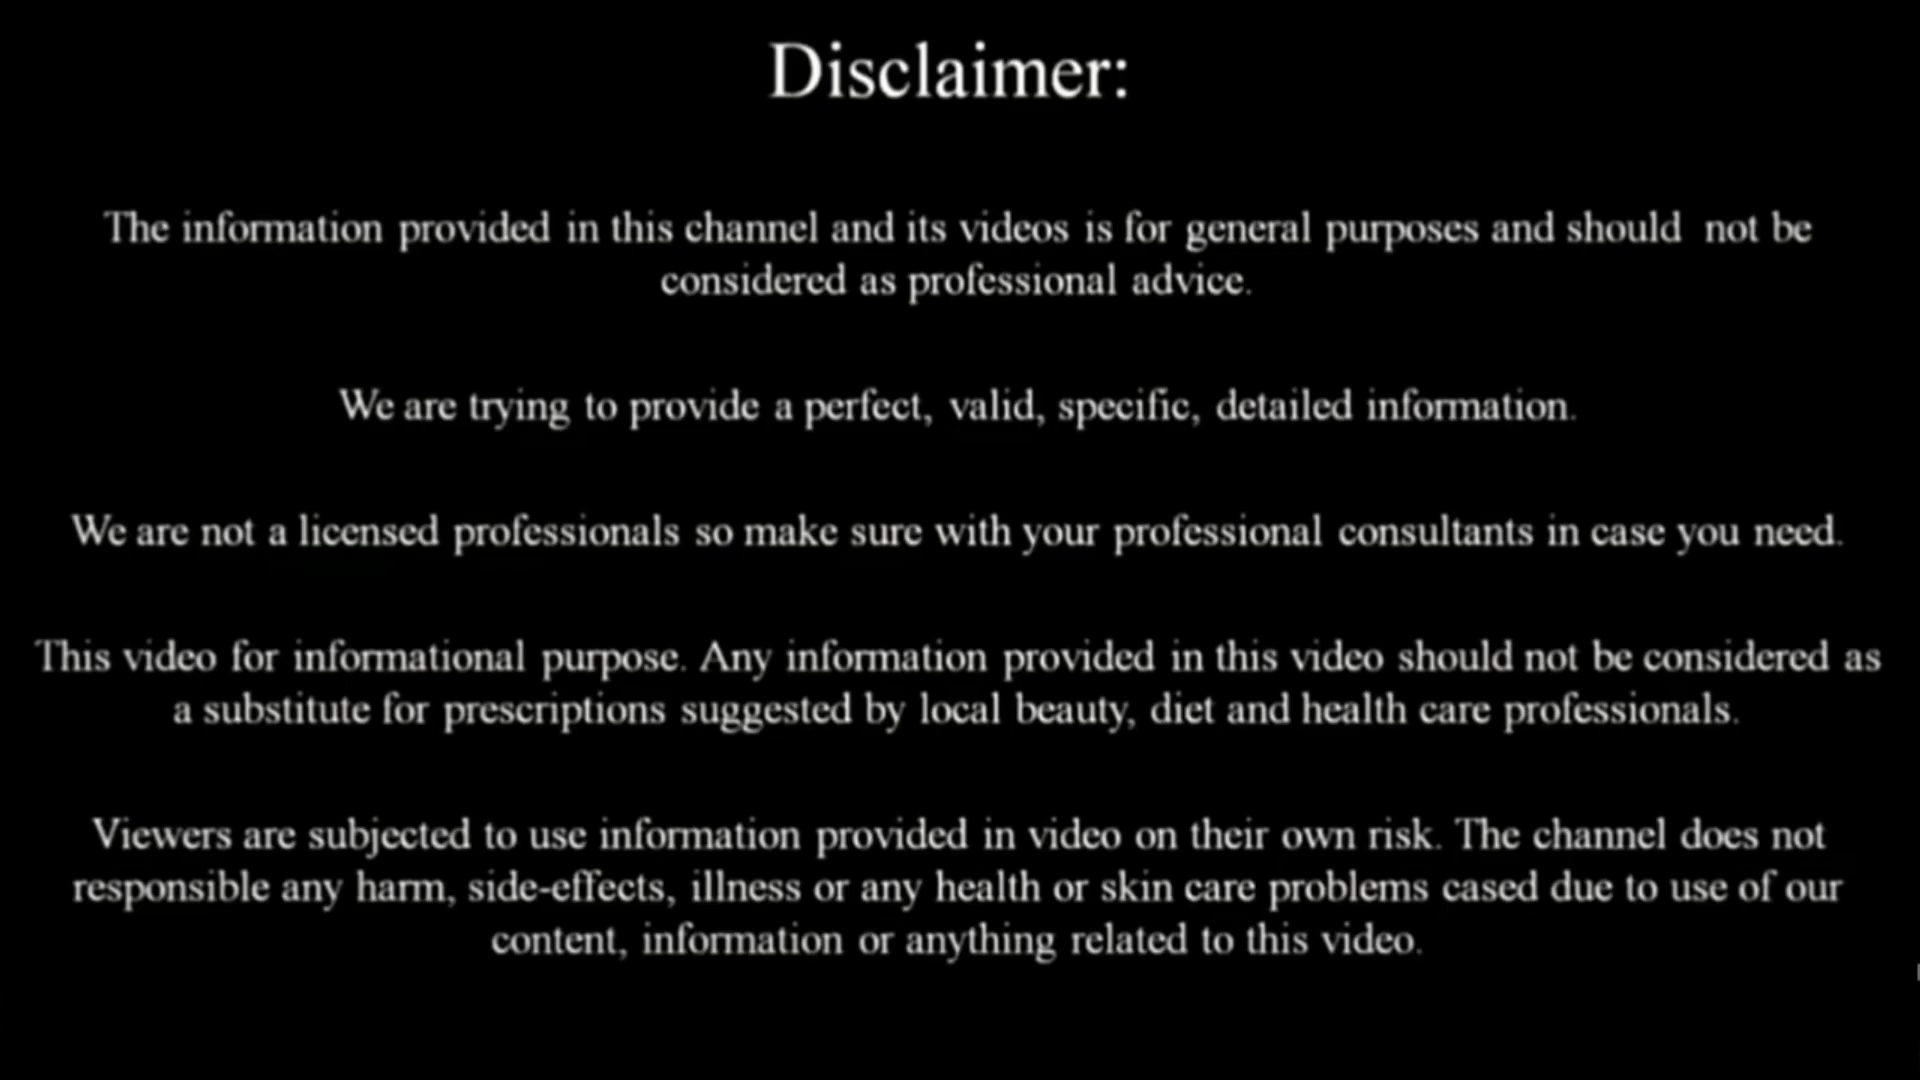 Disclaimer:
The information provided in this channel and its videos is for general purposes and should not be
considered as professional advice.
We are trying to provide a perfect, valid, specific, detailed information.
We are not a licensed professionals so make sure with your professional consultants in case you need.
This video for informational purpose. Any information provided in this video should not be considered as
a substitute for prescriptions suggested by local beauty, diet and health care professionals.
Viewers are subjected to use information provided in video on their own risk. The channel does not
responsible any harm, side-effects, illness or any health or skin care problems cased due to use of our
content, information or anything related to this video.